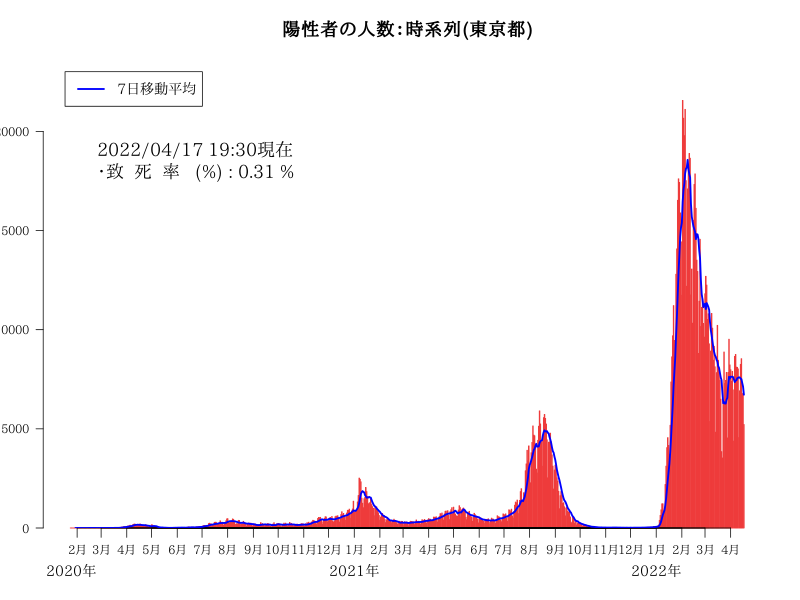 陽性者の人数:時系列(東京都)
7日移動平均
2022/04/17 19:30現在
・致 死 率 (%) : 0.31 %
0000
5000
0000
5000
0
2月 3月 4月 5月 6月 7月 8月 9月 10月 11月 12月 1月 2月 3月 4月 5月 6月 7月 8月 9月 10月 11月 12月 1月 2月 3月 4月
2020年 2021年 2022年